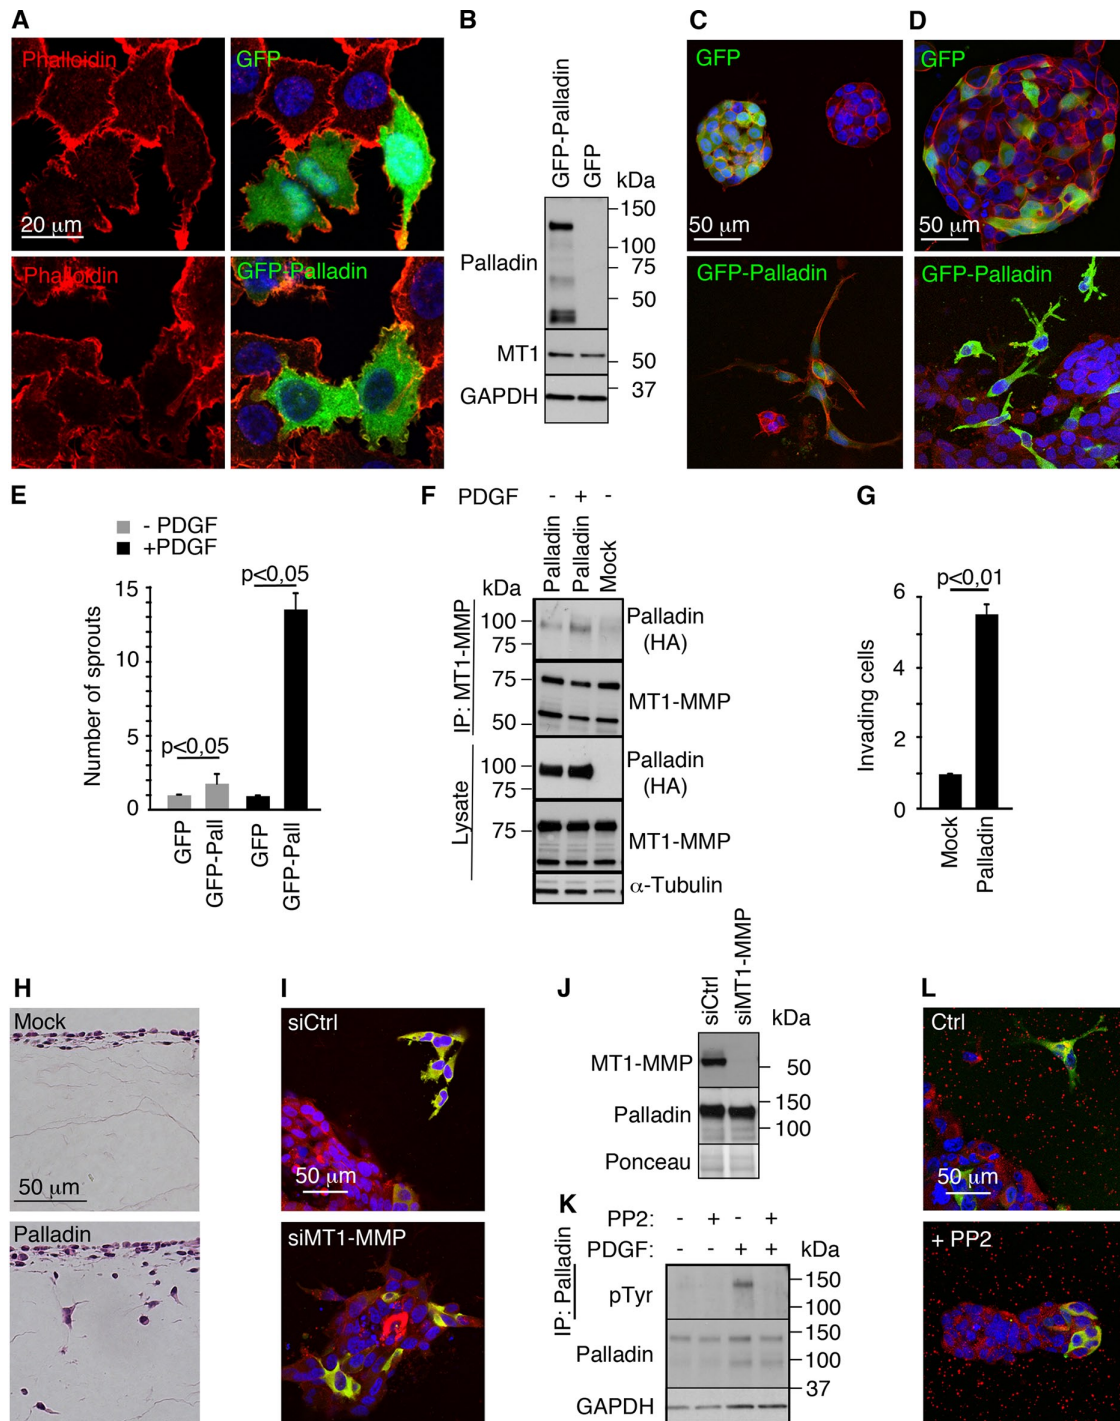 A
Phalloidin
GFP
20 μm
Phalloidin
GFP-Palladin
B
GFP-Palladin
GFP
kDa
150
Palladin
100
75
50
MT1
50
GAPDH
37
C
GFP
50 μm
GFP-Palladin
D
GFP
50 μm
GFP-Palladin
E
- PDGF
+PDGF
Number of sprouts
15
13
10
5
3
0
p<0,05
p<0,05
GFP
GFP-Pall
GFP
GFP-Pall
F
PDGF - + -
Palladin
Palladin
Mock
kDa
IP: MT1-MMP
100
75
Palladin
(HA)
75
50
MT1-MMP
Lysate
100
75
Palladin
(HA)
75
MT1-MMP
α-Tubulin
G
p<0,01
Invading cells
6
4
2
0
Mock
Palladin
H
Mock
50 μm
Palladin
I
siCtrl
50 μm
siMT1-MMP
J
siCtrl
siMT1-MMP
kDa
MT1-MMP
50
Palladin
150
100
Ponceau
K
PP2: - + - +
PDGF: - - + +
kDa
IP: Palladin
pTyr
150
100
Palladin
150
100
37
GAPDH
L
Ctrl
50 μm
+ PP2